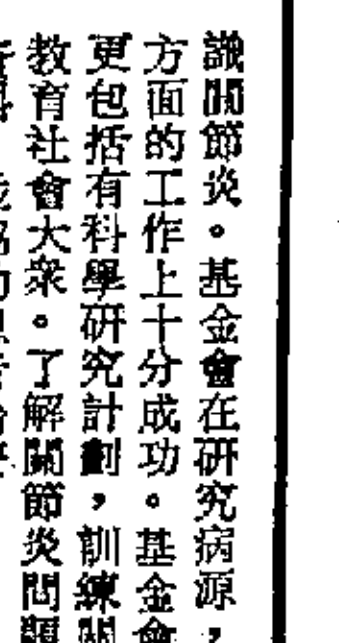 識關節炎。基金會在研究病源，
方面的工作上十分成功。基金會
更包括有科學研究計劃，訓練關
教育社會大衆。了解關節炎問題